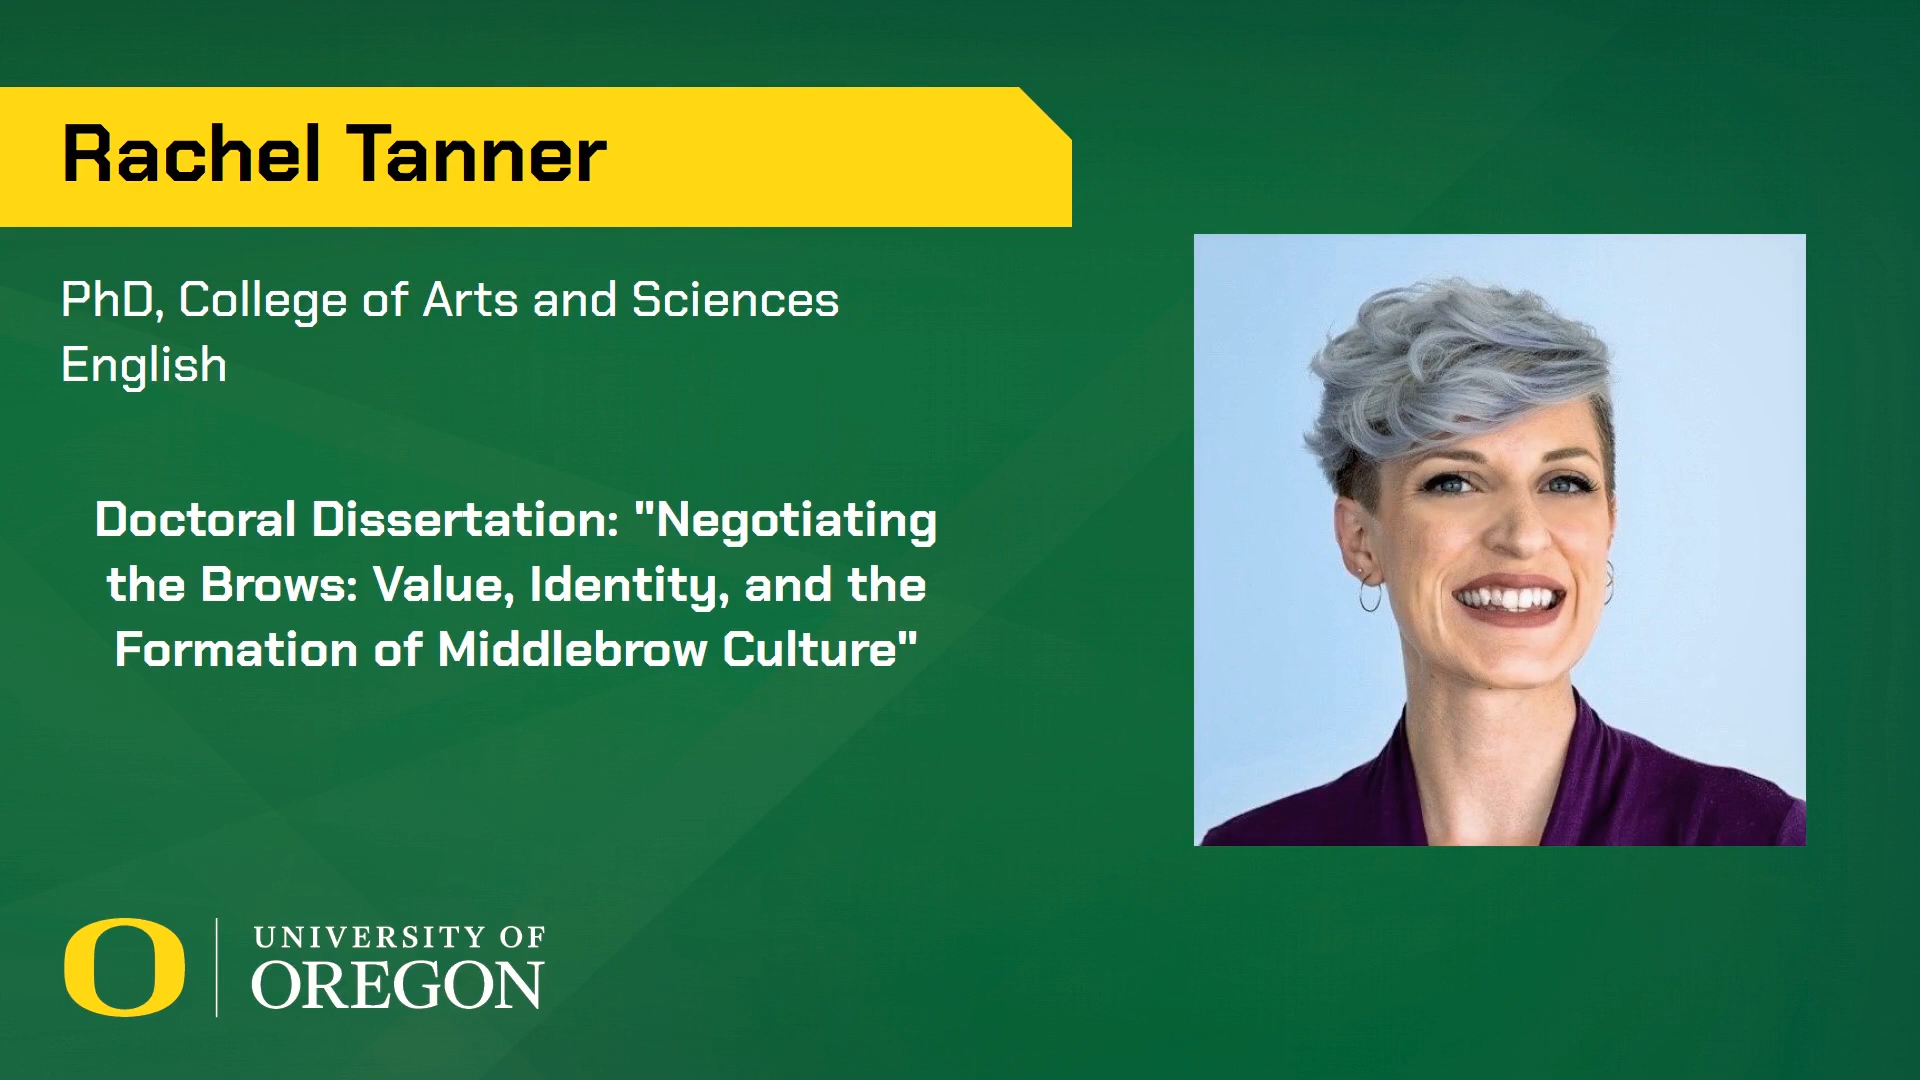 Rachel Tanner
PhD, College of Arts and Sciences
English
Doctoral Dissertation: "Negotiating
the Brows: Value, Identity, and the
Formation of Middlebrow Culture"
O
UNIVERSITY OF
OREGON